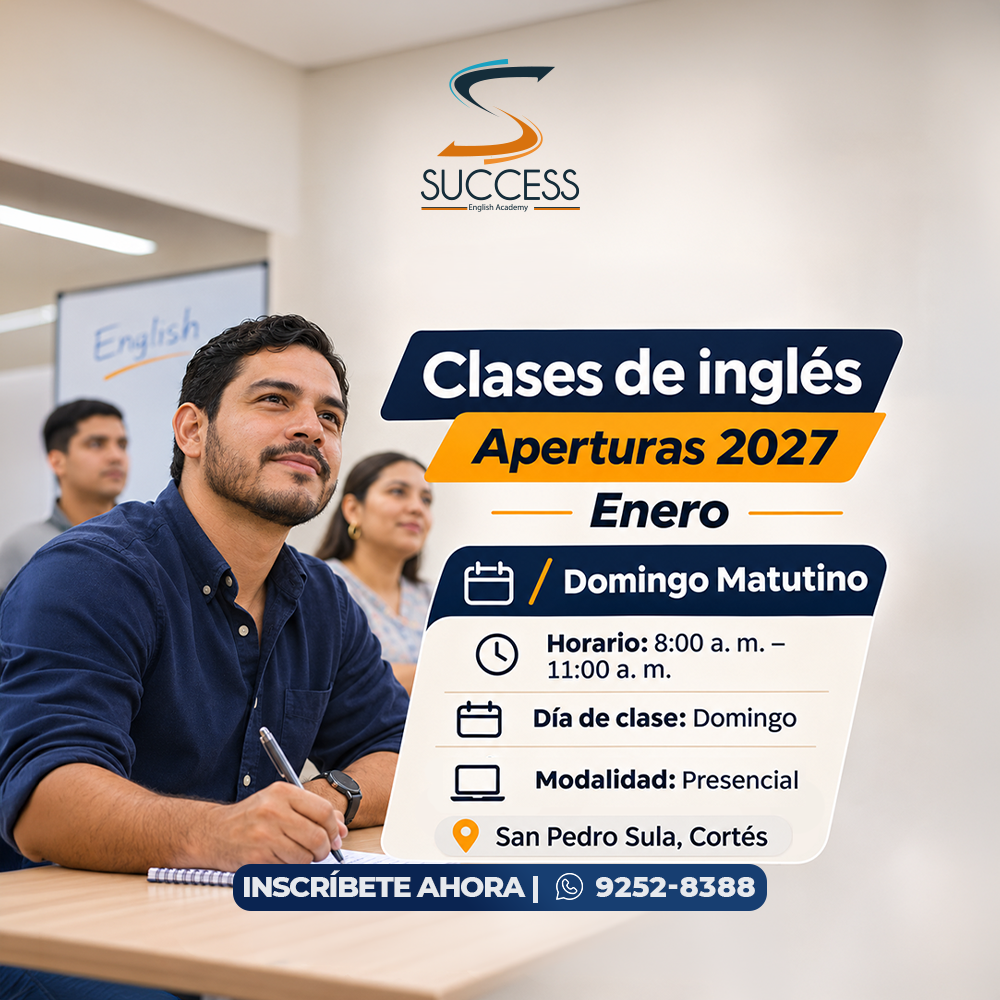 SUCCESS
English Academy
English
Clases de inglés
Aperturas 2027
Enero
/ Domingo Matutino
Horario: 8:00 a. m. –
11:00 a. m.
Día de clase: Domingo
Modalidad: Presencial
San Pedro Sula, Cortés
INSCRÍBETE AHORA | 9252-8388